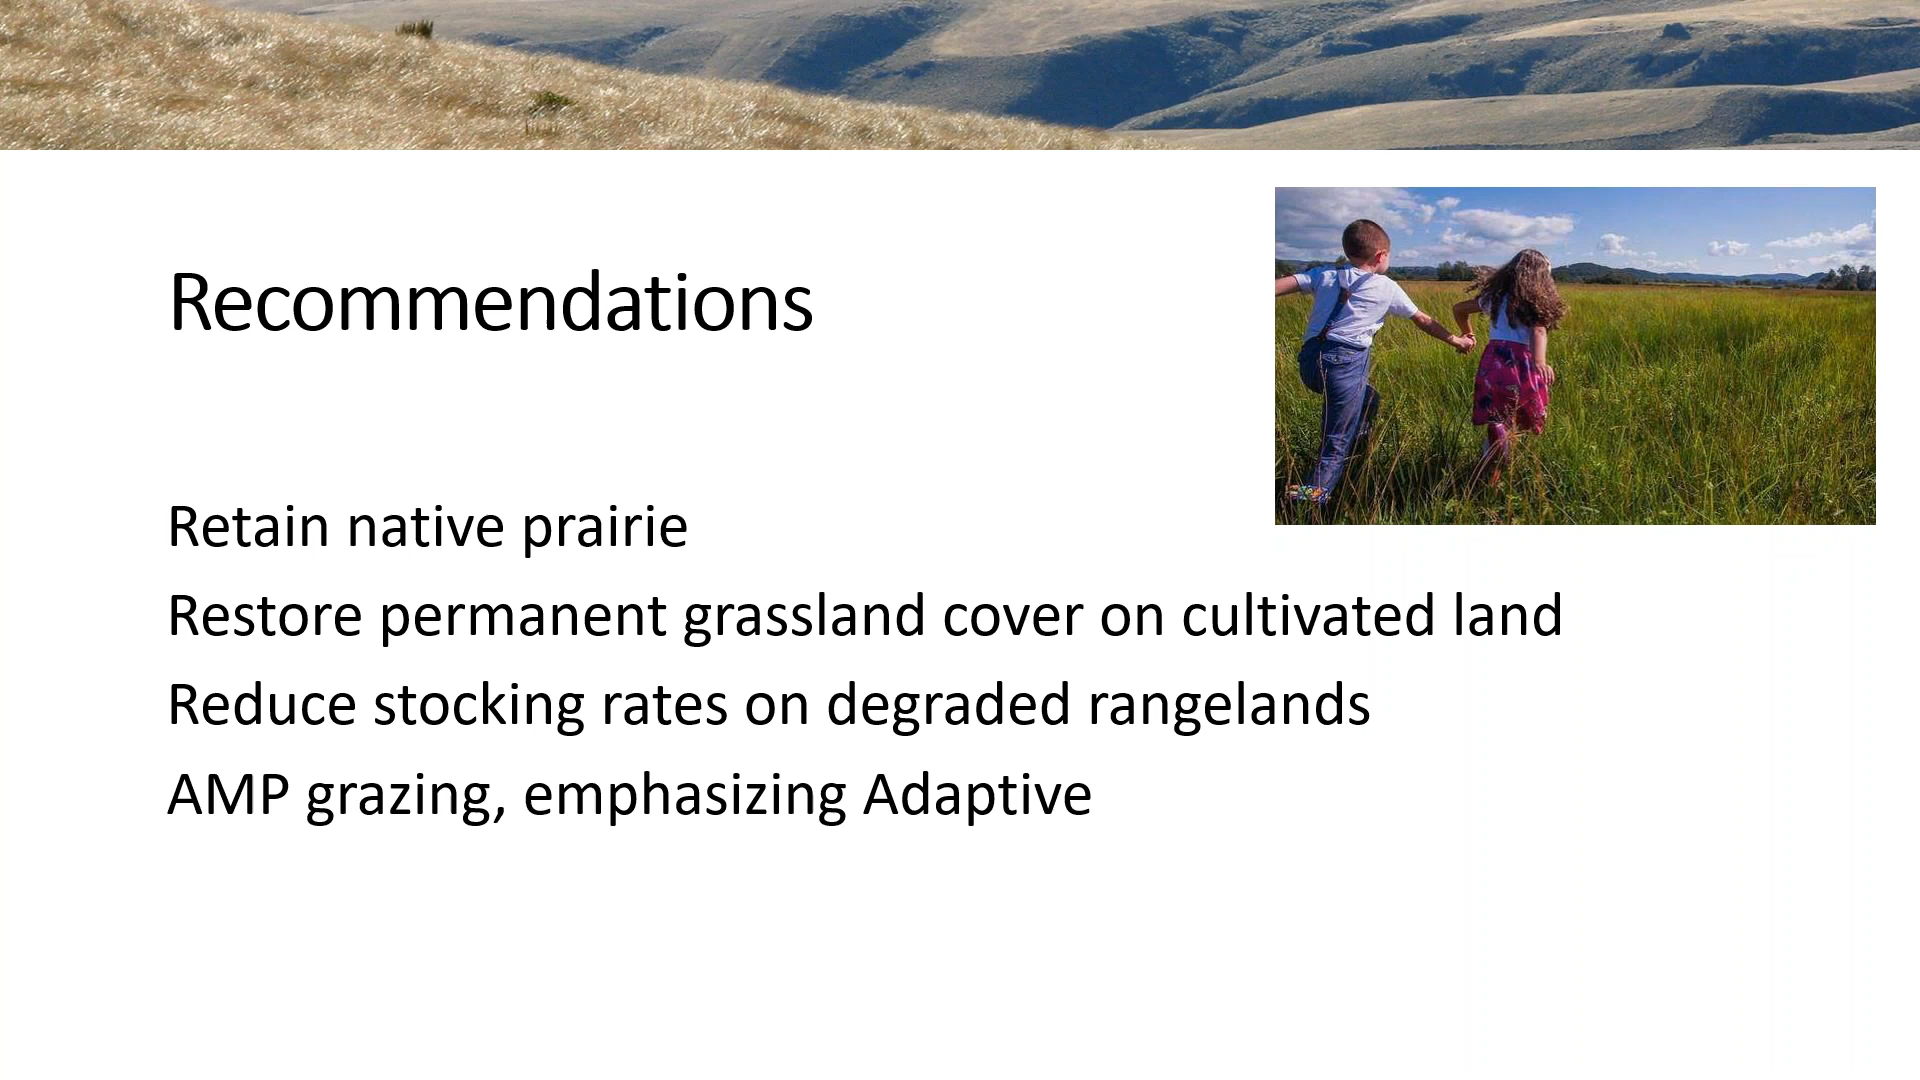 Recommendations
Retain native prairie
Restore permanent grassland cover on cultivated land
Reduce stocking rates on degraded rangelands
AMP grazing, emphasizing Adaptive